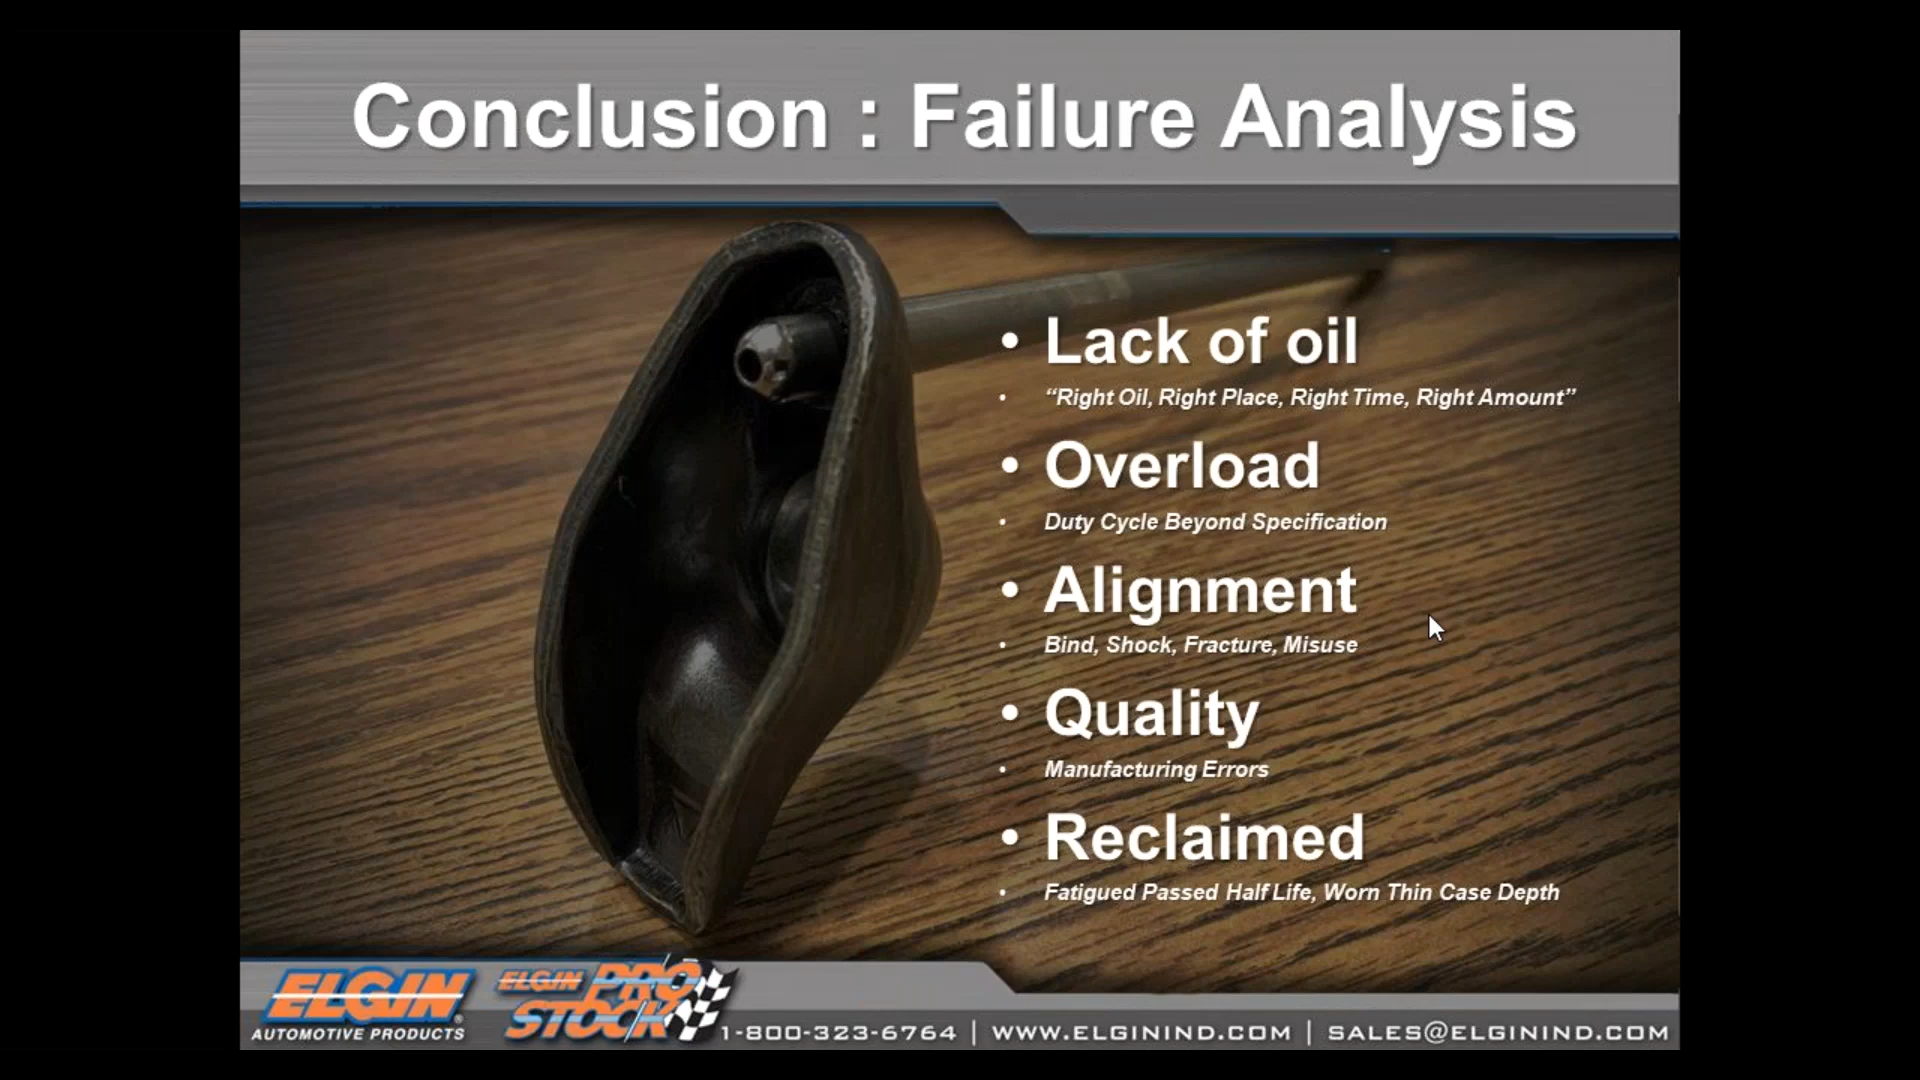 Conclusion : Failure Analysis
• Lack of oil
• “Right Oil, Right Place, Right Time, Right Amount”
• Overload
• Duty Cycle Beyond Specification
• Alignment
• Bind, Shock, Fracture, Misuse
• Quality
• Manufacturing Errors
• Reclaimed
• Fatigued Passed Half Life, Worn Thin Case Depth
ELGIN®
AUTOMOTIVE PRODUCTS
ELGIN PRO
STOCK
1-800-323-6764 | WWW.ELGININD.COM | SALES@ELGININD.COM